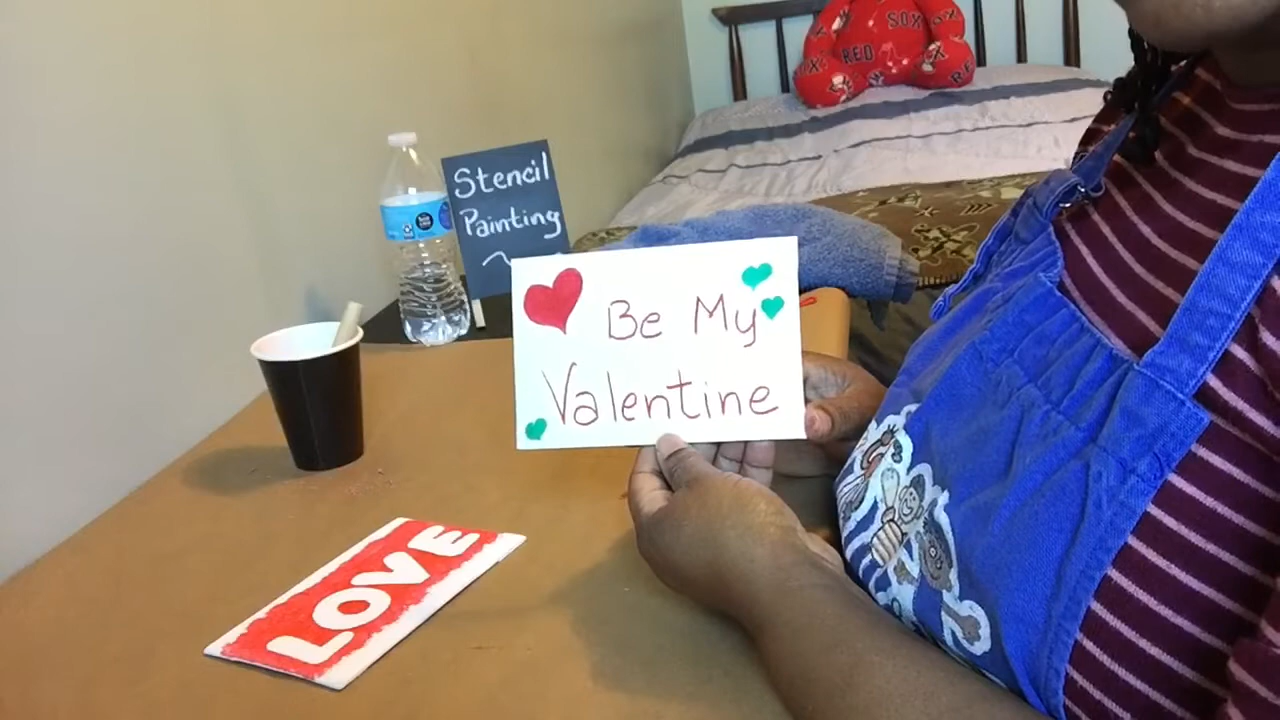 Stencil
Painting
Be My
Valentine
LOVE
SOX
RED